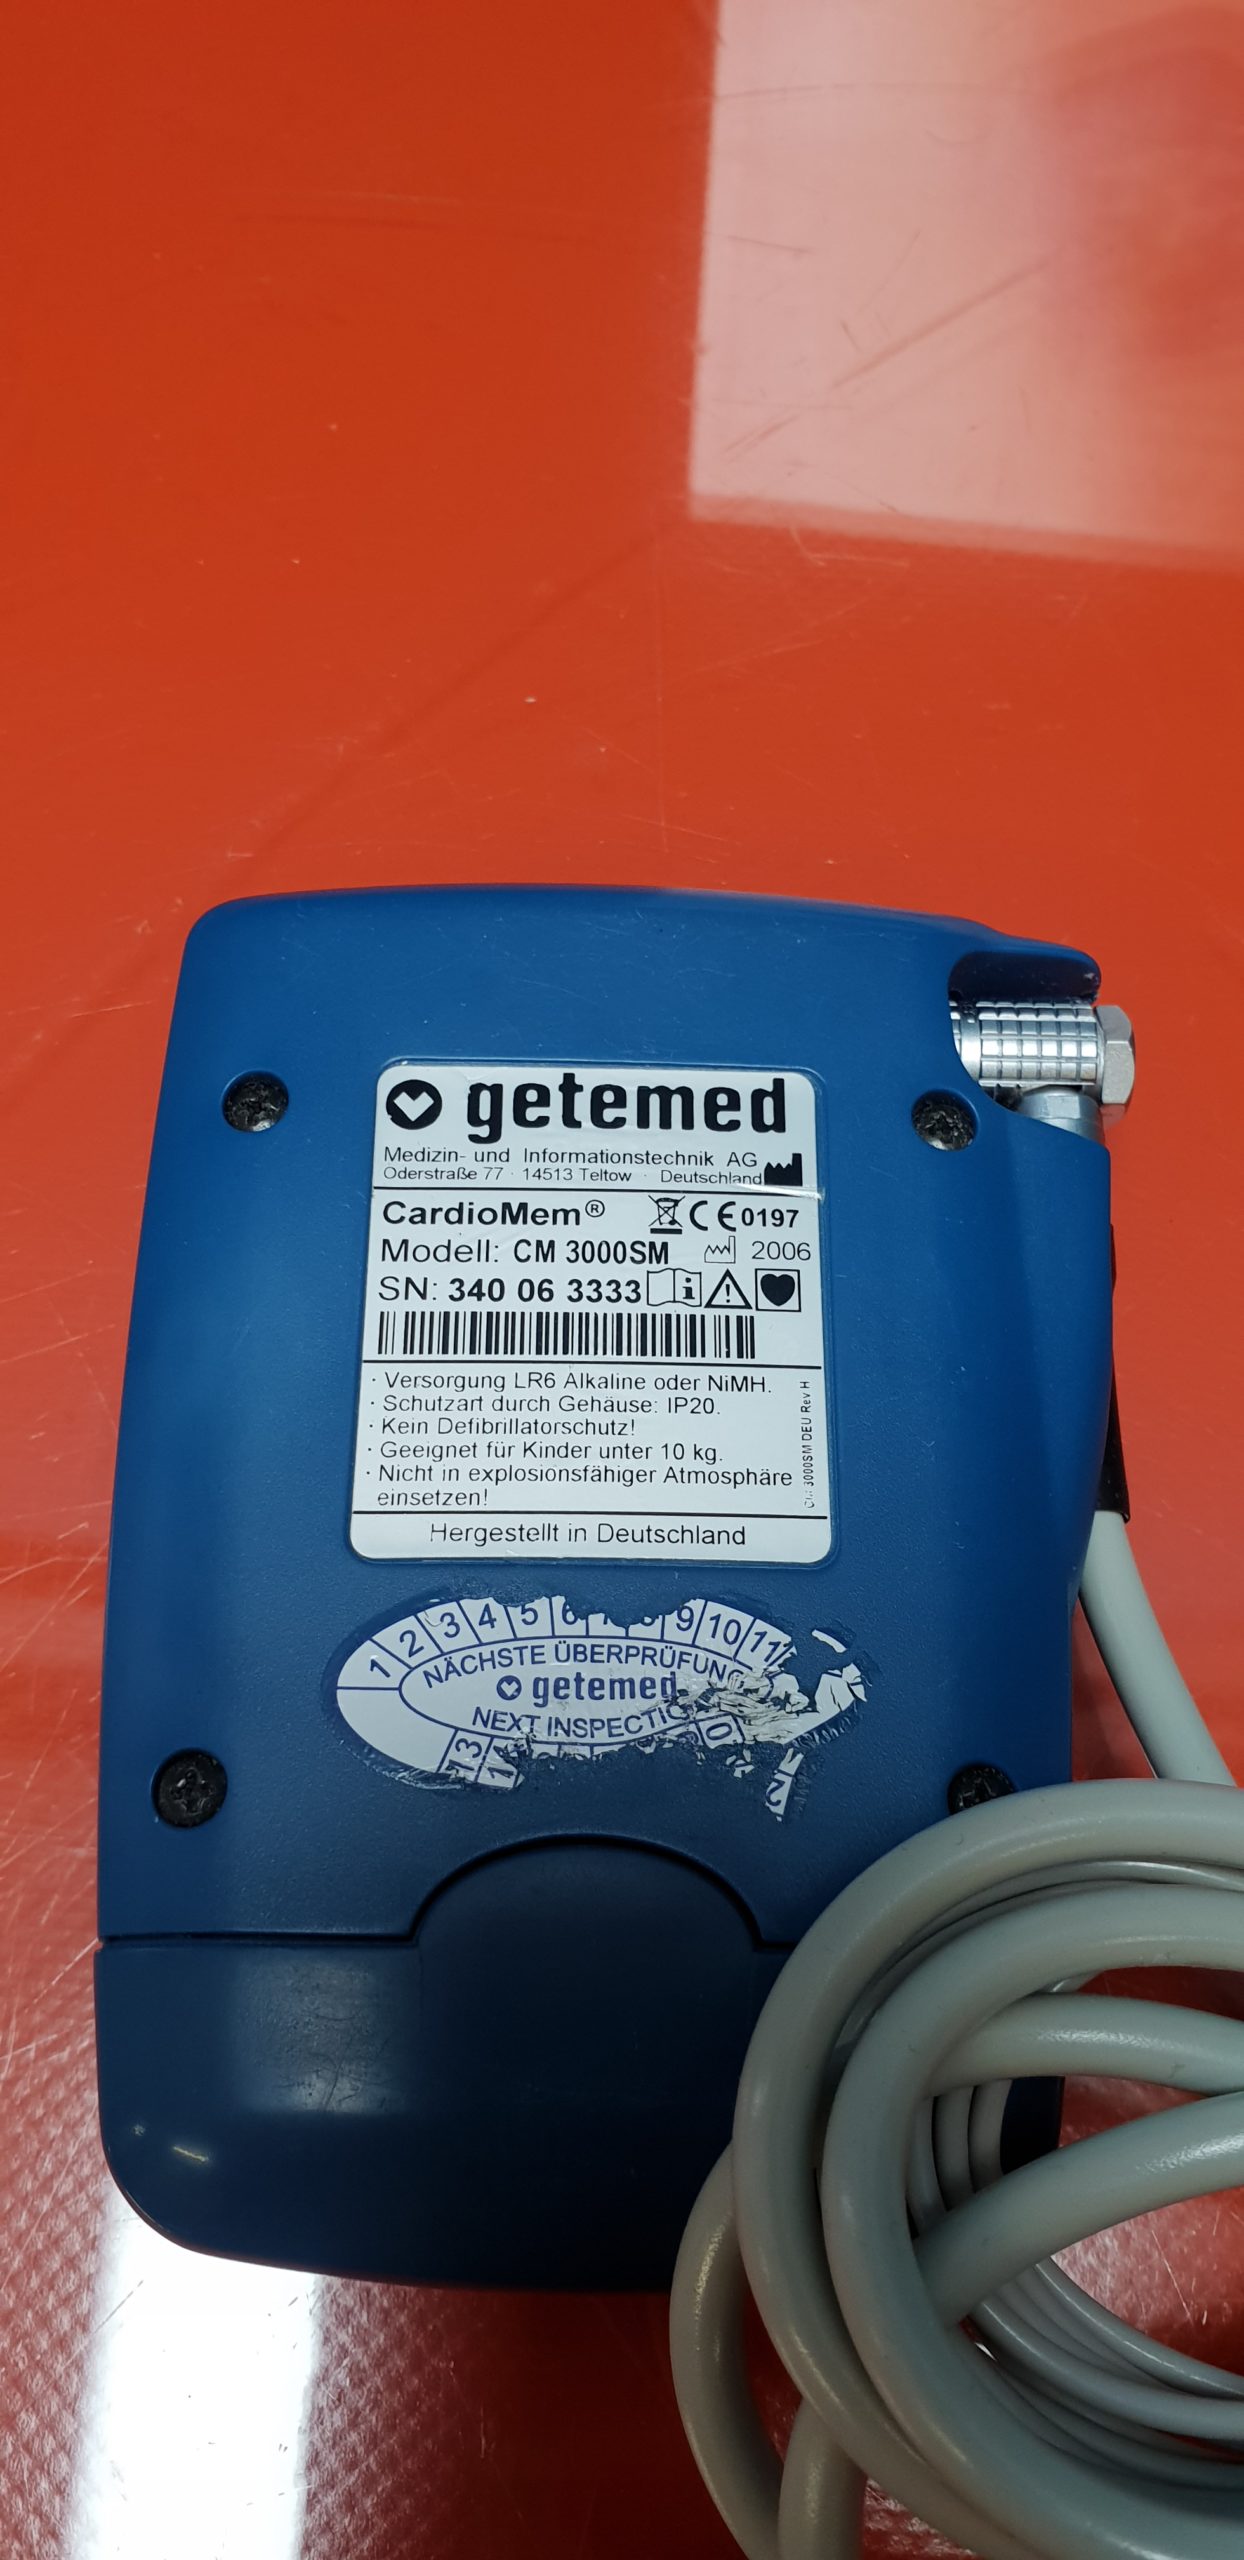 getemed
Medizin- und Informationstechnik AG
Oderstraße 77 · 14513 Teltow · Deutschland
CardioMem® CE0197
Modell: CM 3000SM 2006
SN: 340 06 3333
· Versorgung LR6 Alkaline oder NiMH.
· Schutzart durch Gehäuse: IP20.
· Kein Defibrillatorschutz!
· Geeignet für Kinder unter 10 kg.
· Nicht in explosionsfähiger Atmosphäre
einsetzen!
3000SM DEU Rev H
Hergestellt in Deutschland
1 2 3 4 5 6 9 10 11
NÄCHSTE ÜBERPRÜFUNG
getemed
NEXT
13